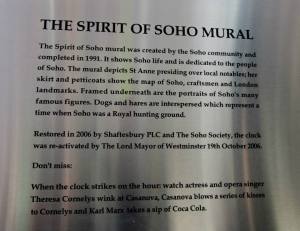 THE SPIRIT OF SOHO MURAL
The Spirit of Soho mural was created by the Soho community and
completed in 1991. It shows Soho life and is dedicated to the people
of Soho. The mural depicts St Anne presiding over local notables; her
skirt and petticoats show the map of Soho, craftsmen and London
landmarks. Framed underneath are the portraits of Soho's many
famous figures. Dogs and hares are interspersed which represent a
time when Soho was a Royal hunting ground.
Restored in 2006 by Shaftesbury PLC and The Soho Society, the clock
was re-activated by The Lord Mayor of Westminster 19th October 2006.
Don't miss:
When the clock strikes on the hour: watch actress and opera singer
Theresa Cornelys wink at Casanova, Casanova blows a series of kisses
to Cornelys and Karl Marx takes a sip of Coca Cola.